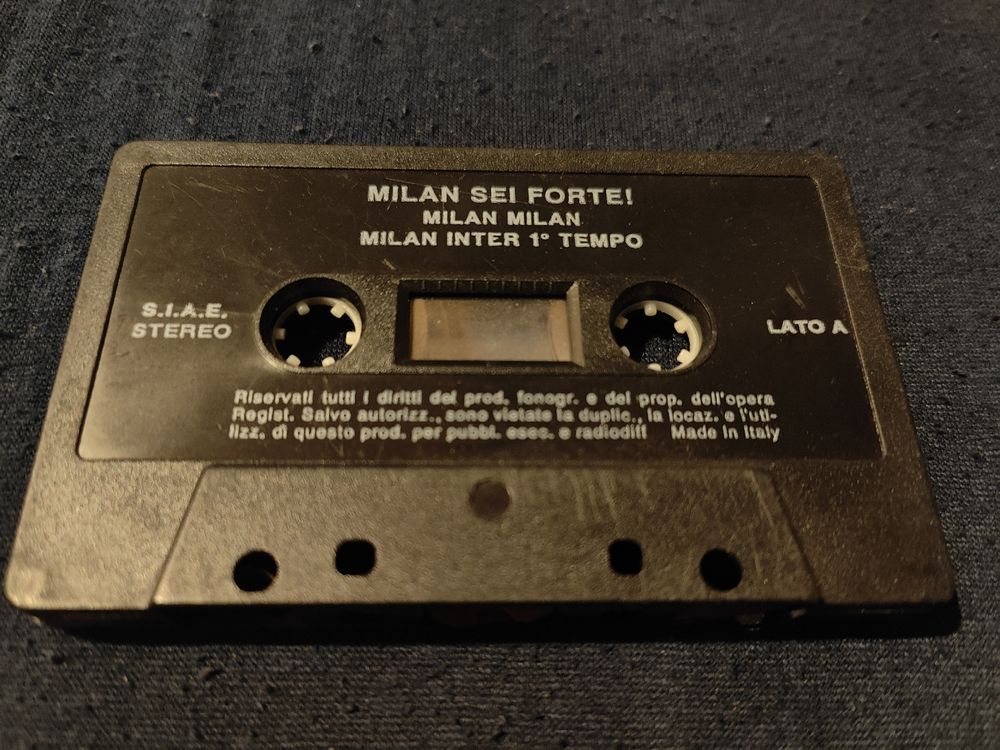 MILAN SEI FORTE!
MILAN MILAN
MILAN INTER 1° TEMPO
S.I.A.E.
STEREO
LATO A
Riservati tutti i diritti del prod. fonogr. e del prop. dell'opera
Regist. Salvo autorizz., sono vietate la duplic., la locaz. e l'uti-
lizz. di questo prod. per pubbl. esec. e radiodiff Made in Italy